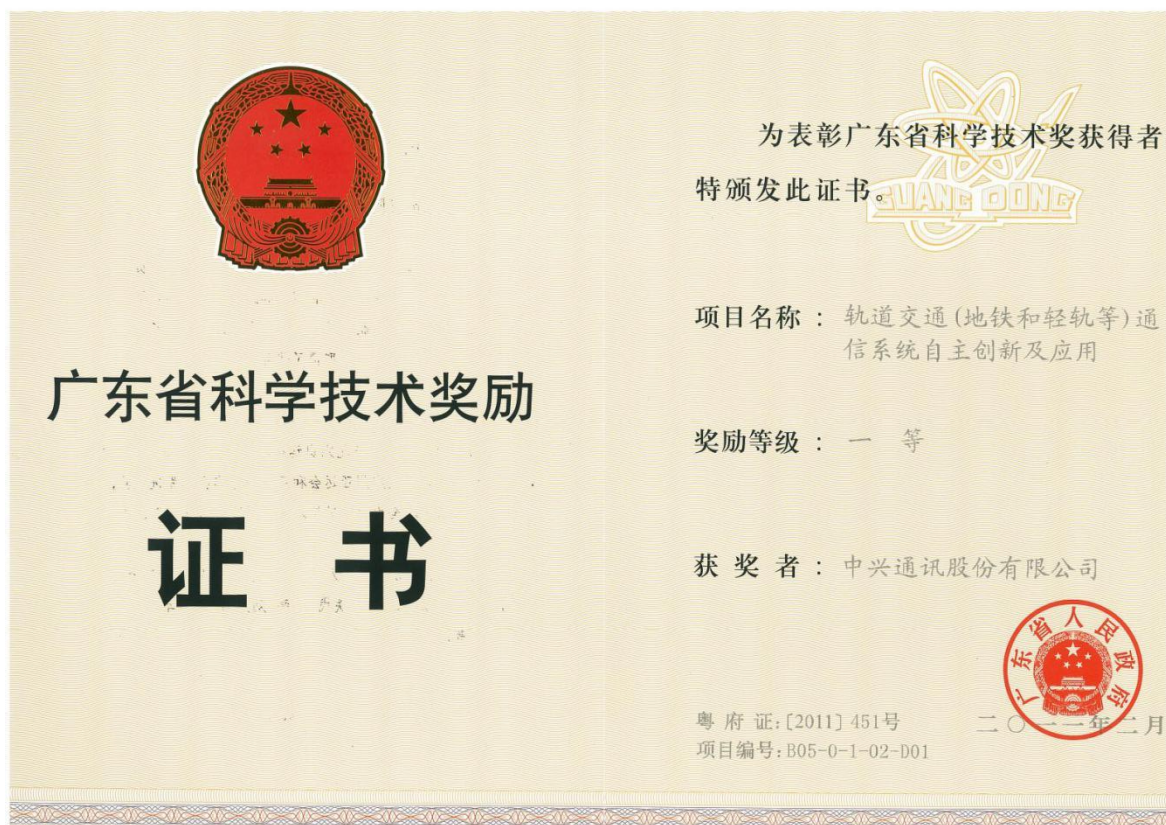 广东省科学技术奖励
证 书
为表彰广东省科学技术奖获得者
特颁发此证书。
GUANG DONG
项目名称：轨道交通(地铁和轻轨等)通
信系统自主创新及应用
奖励等级：一 等
获 奖 者：中兴通讯股份有限公司
广东省人民政府
粤 府 证:[2011] 451号
二〇一一年二月
项目编号:B05-0-1-02-D01